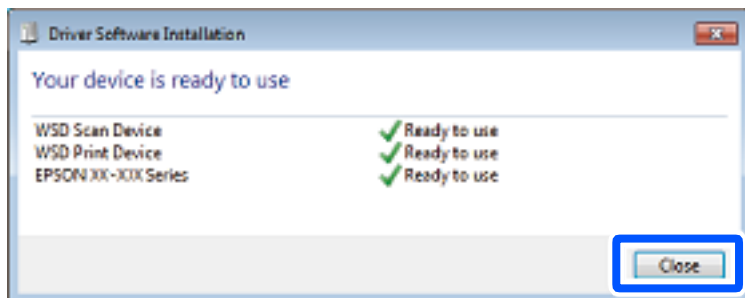 Driver Software Installation
Your device is ready to use
WSD Scan Device Ready to use
WSD Print Device Ready to use
EPSON XX-XXX Series Ready to use
Close